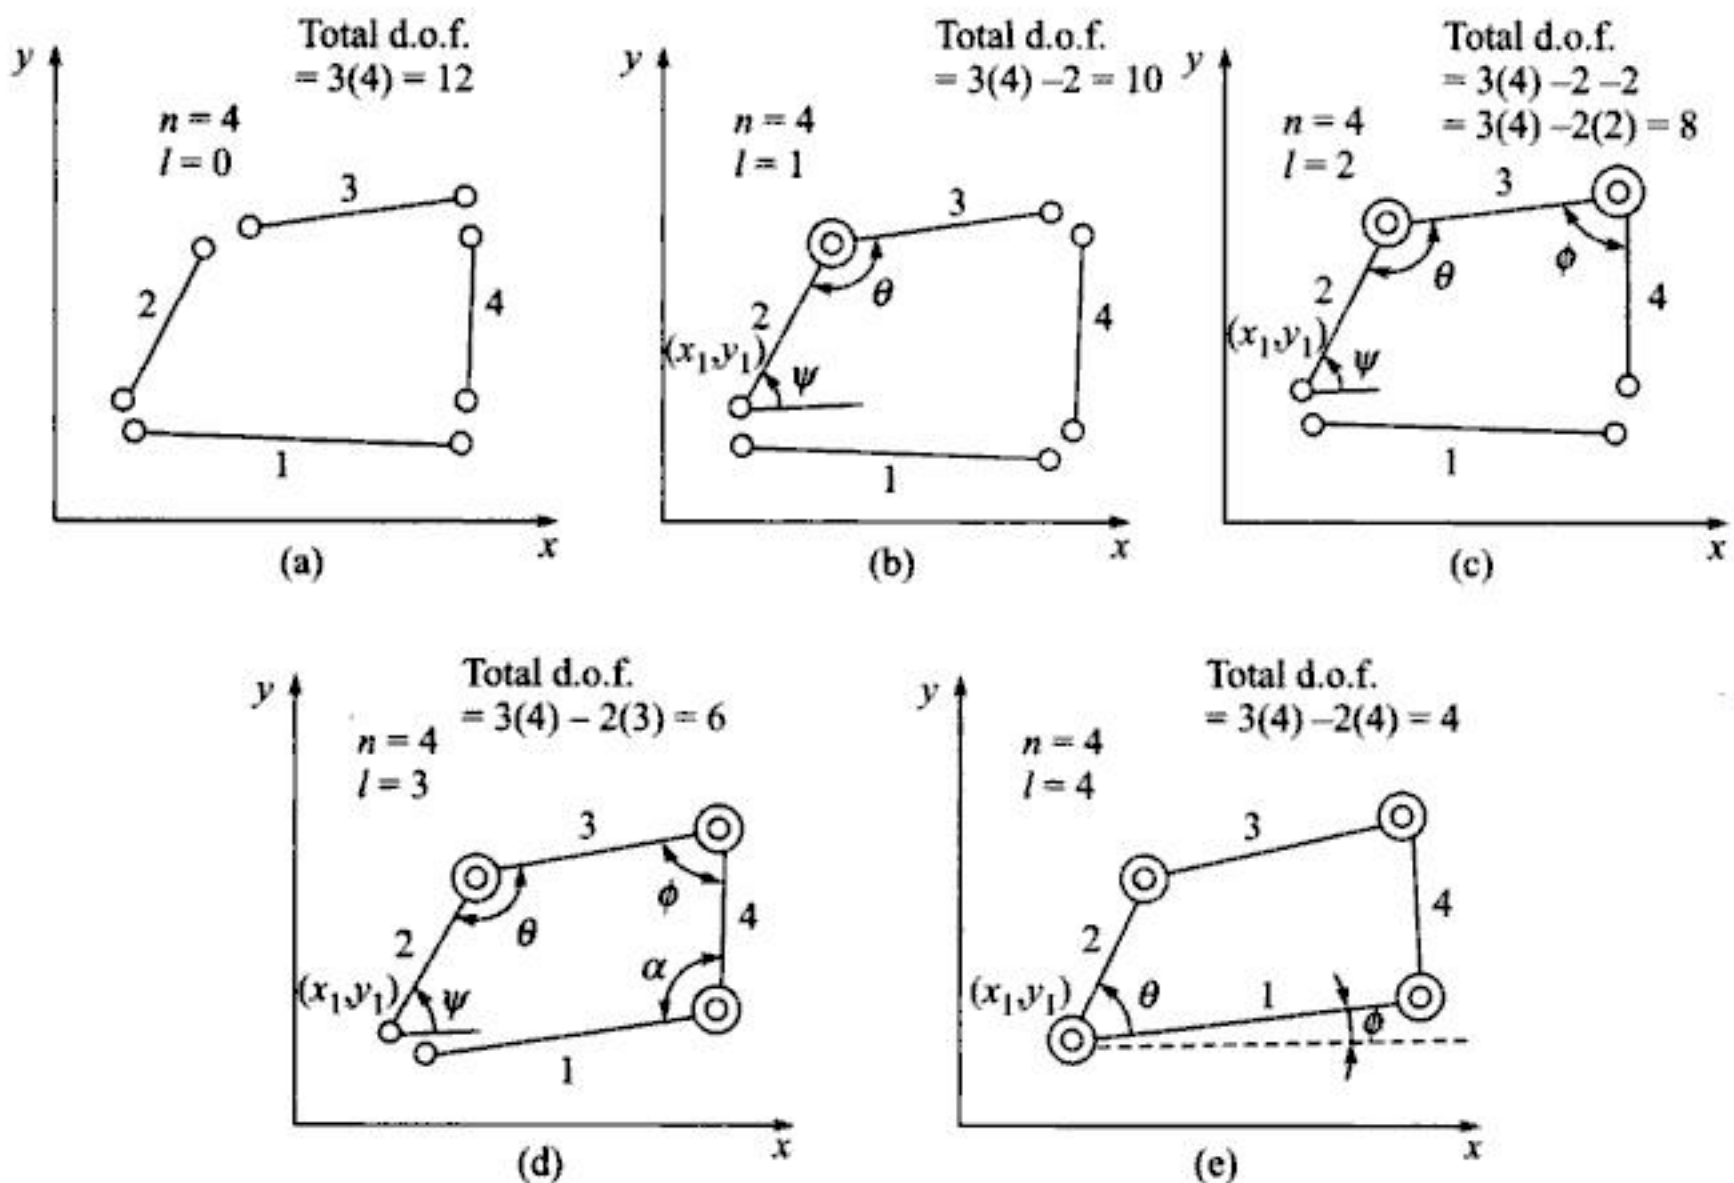 Total d.o.f.
= 3(4) = 12
n = 4
l = 0
y
3
2
4
1
x
(a)
Total d.o.f.
= 3(4) –2 = 10
n = 4
l = 1
y
3
θ
2
4
(x₁,y₁)
ψ
1
x
(b)
Total d.o.f.
= 3(4) –2 –2
= 3(4) –2(2) = 8
n = 4
l = 2
y
3
ϕ
θ
2
4
(x₁,y₁)
ψ
1
x
(c)
Total d.o.f.
= 3(4) – 2(3) = 6
n = 4
l = 3
y
3
ϕ
4
θ
2
α
(x₁,y₁)
ψ
1
x
(d)
Total d.o.f.
= 3(4) –2(4) = 4
n = 4
l = 4
y
3
4
2
(x₁,y₁)
θ
1
ϕ
x
(e)